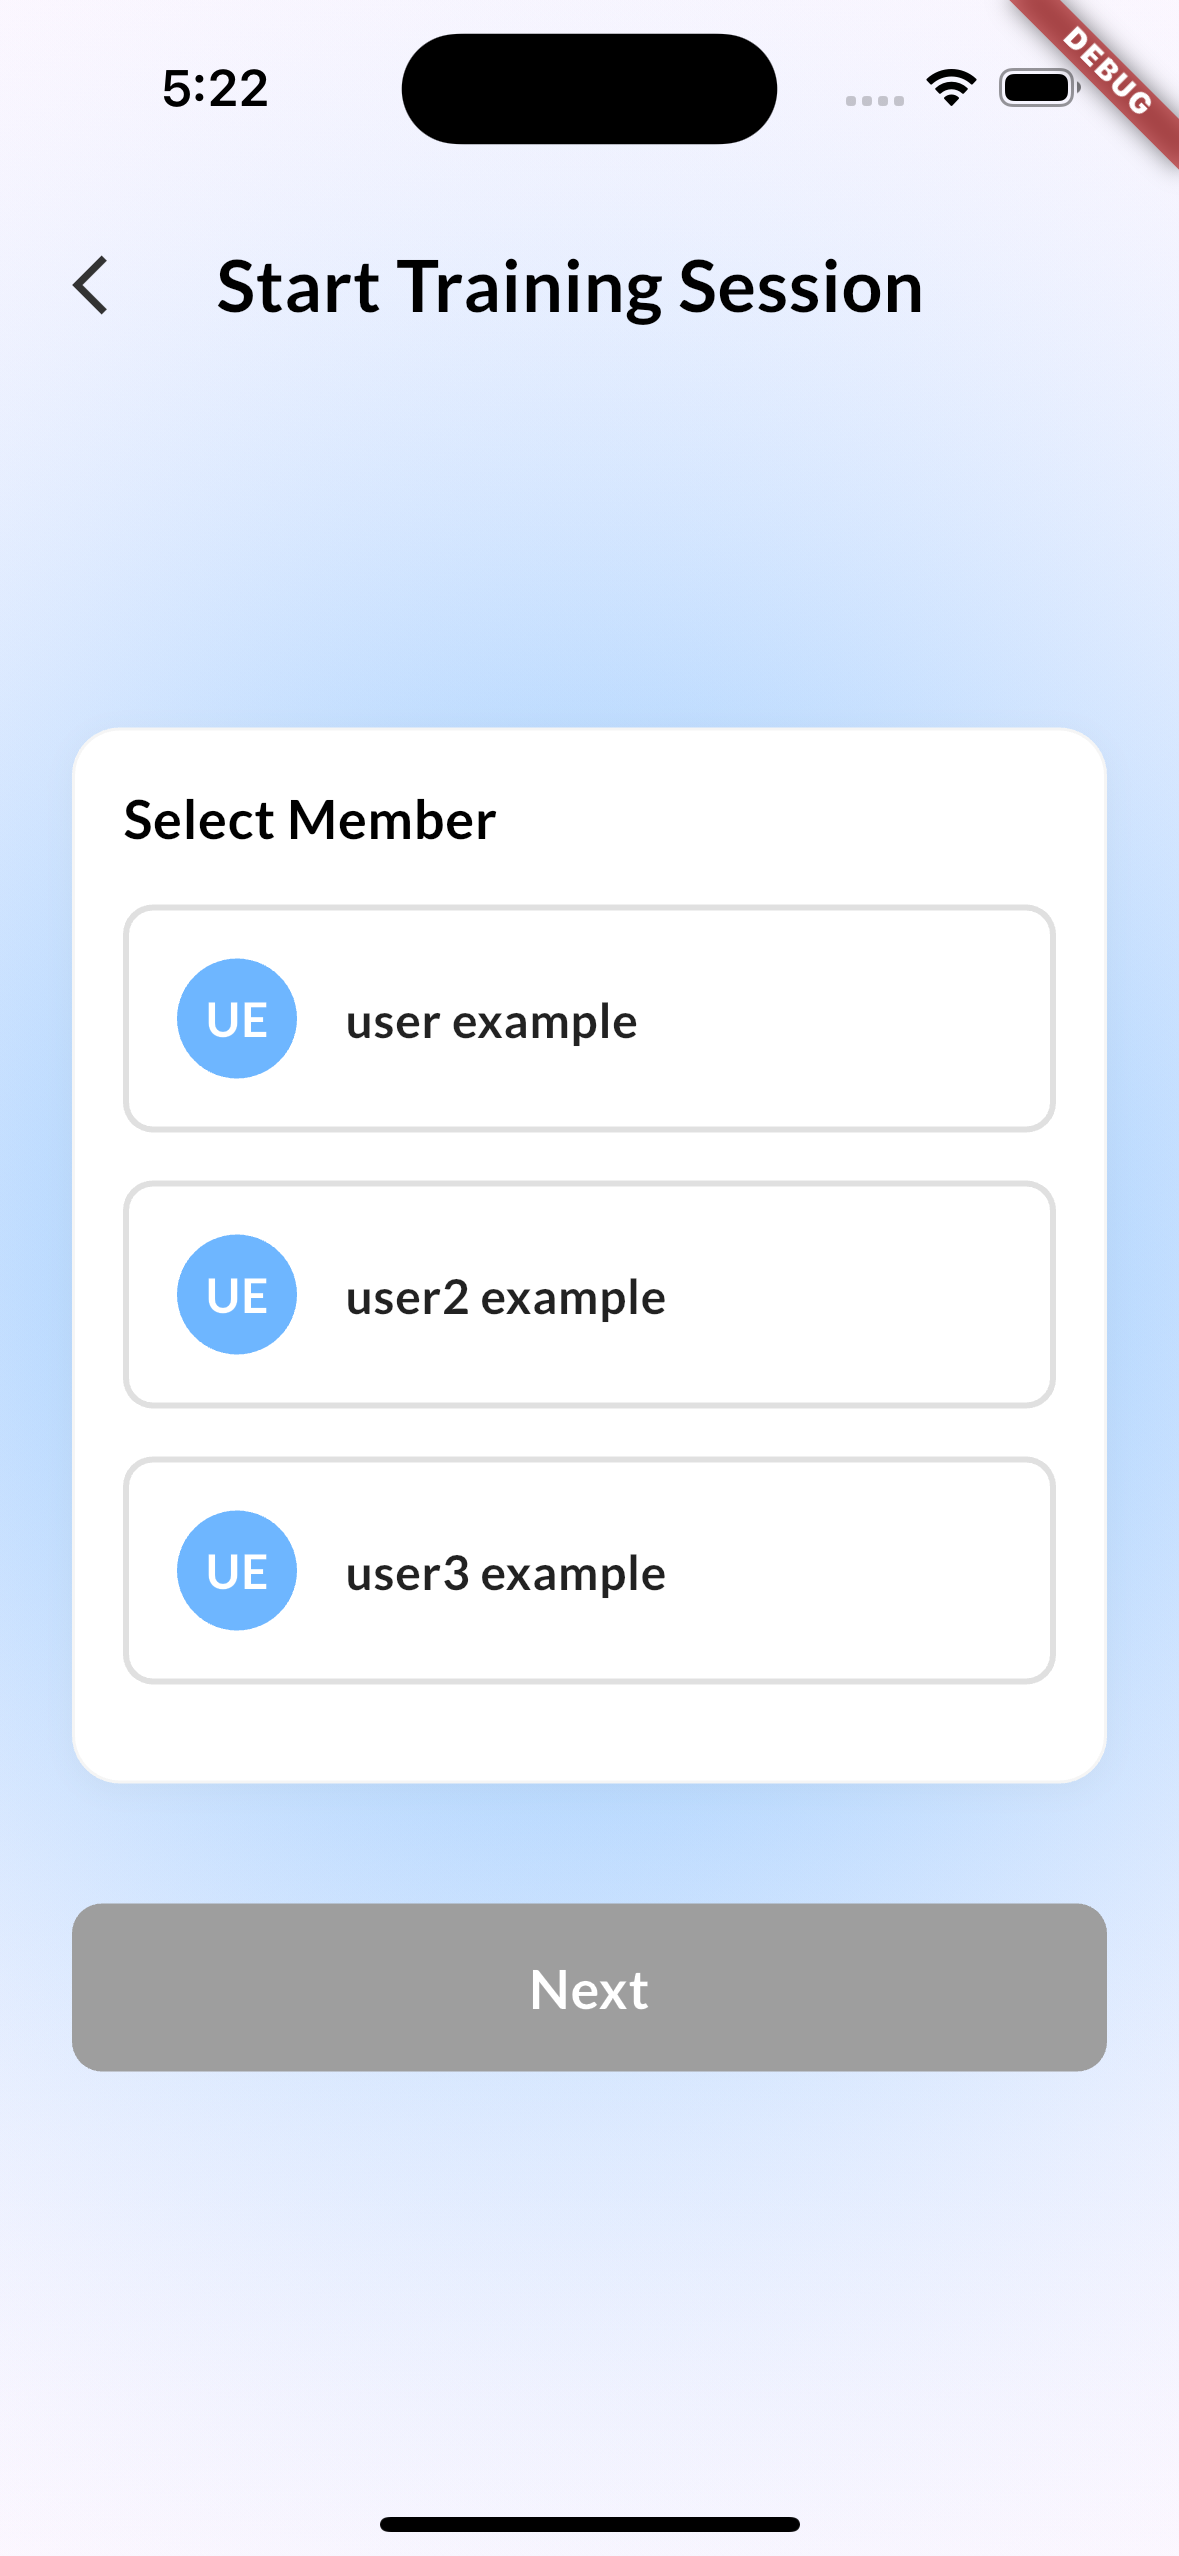 5:22
DEBUG
Start Training Session
Select Member
UE user example
UE user2 example
UE user3 example
Next